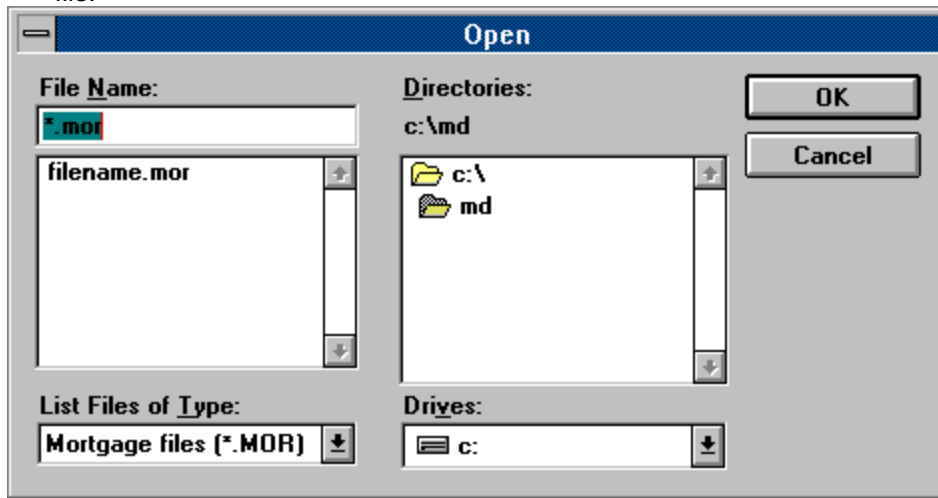 file.
Open
File Name:
*.mor
filename.mor
List Files of Type:
Mortgage files (*.MOR)
Directories:
c:\md
c:\
md
Drives:
c:
OK
Cancel